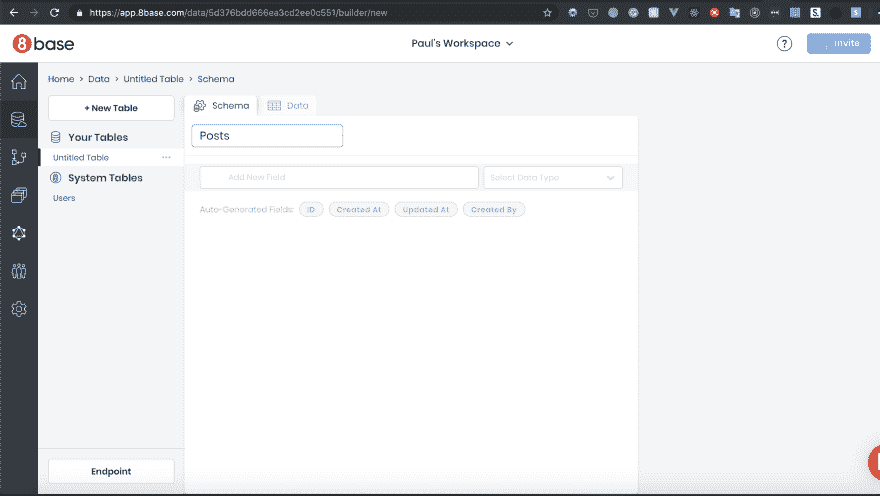 https://app.8base.com/data/5d376bdd666ea3cd2ee0c551/builder/new
8base
Paul's Workspace
?
Invite
Home > Data > Untitled Table > Schema
+ New Table
Schema
Data
Posts
Your Tables
Untitled Table
Add New Field
Select Data Type
System Tables
Users
Auto-Generated Fields:
ID
Created At
Updated At
Created By
Endpoint